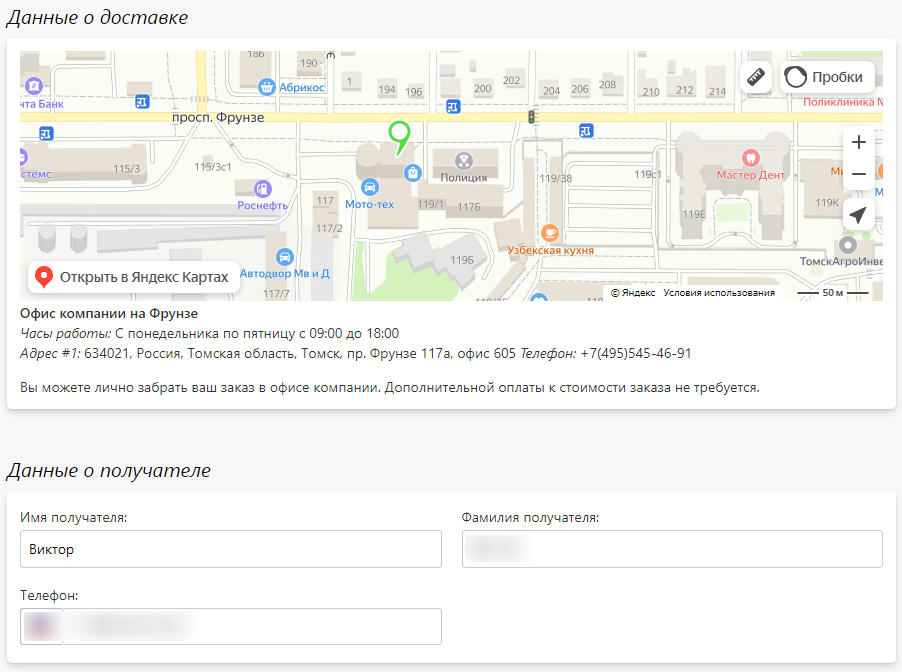 Данные о доставке
186
190
1
194
196
200
202
204
206
208
210
212
214
Абрикос
Пробки
Поликлиника
чта Банк
просп. Фрунзе
стемс
115/3
115/3с1
Полиция
119/38
119с1
Мастер Дент
Роснефть
117
Мото-тех
119/1
117Б
119Е
119К
117/2
Узбекская кухня
119Б
ТомскАгроИнве
Автодвор Ми и Д
Открыть в Яндекс Картах
117/7
© Яндекс Условия использования
50 м
Офис компании на Фрунзе
Часы работы: С понедельника по пятницу с 09:00 до 18:00
Адрес #1: 634021, Россия, Томская область, Томск, пр. Фрунзе 117а, офис 605 Телефон: +7(495)545-46-91
Вы можете лично забрать ваш заказ в офисе компании. Дополнительной оплаты к стоимости заказа не требуется.
Данные о получателе
Имя получателя:
Фамилия получателя:
Виктор
Телефон: